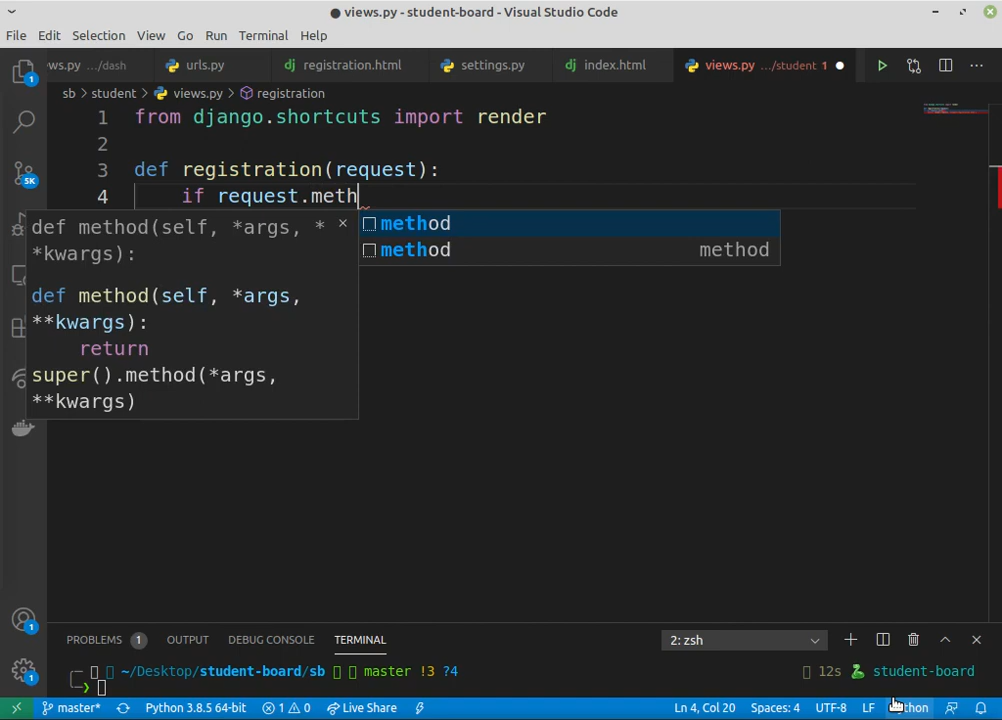 views.py - student-board - Visual Studio Code
File Edit Selection View Go Run Terminal Help
ws.py .../dash urls.py registration.html settings.py index.html views.py .../student 1
sb > student > views.py > registration
1 from django.shortcuts import render
2
3 def registration(request):
4 if request.meth
def method(self, *args, *
*kwargs):
def method(self, *args,
**kwargs):
return
super().method(*args,
**kwargs)
method
method method
1
5K
1
1
PROBLEMS 1 OUTPUT DEBUG CONSOLE TERMINAL 2: zsh
~/Desktop/student-board/sb master !3 ?4 12s student-board
master* Python 3.8.5 64-bit 1 0 Live Share Ln 4, Col 20 Spaces: 4 UTF-8 LF